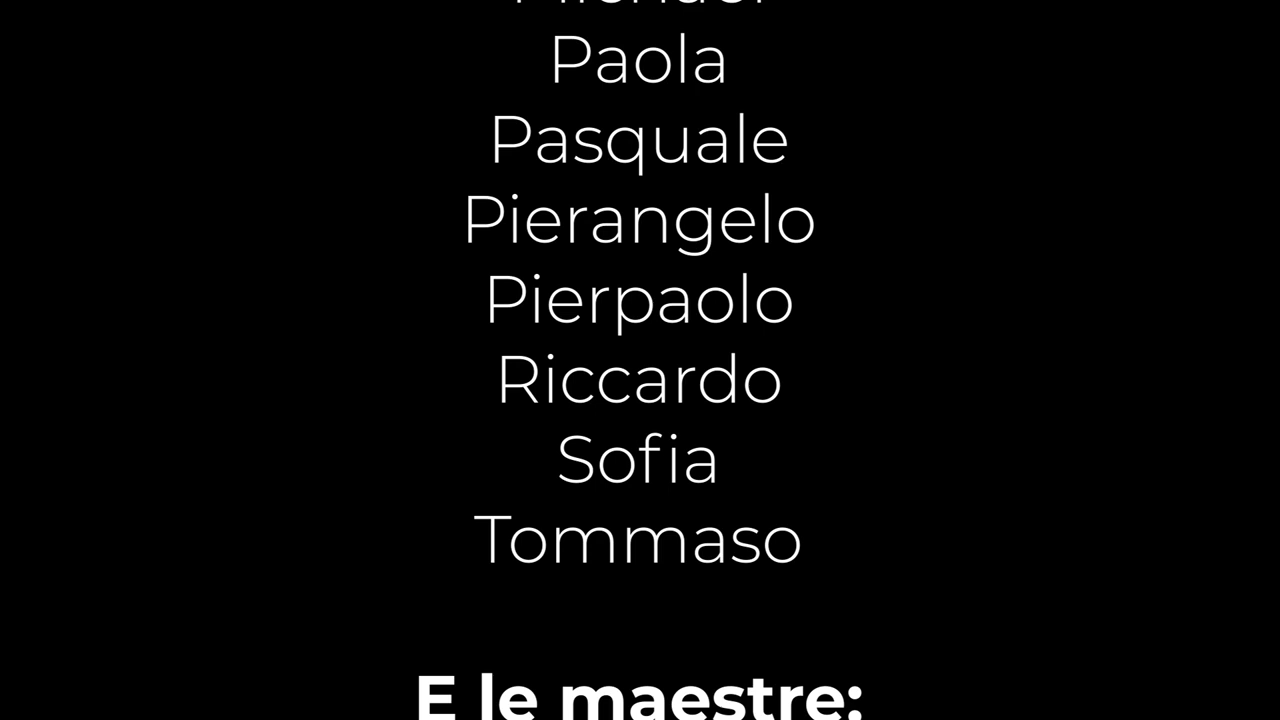 Paola
Pasquale
Pierangelo
Pierpaolo
Riccardo
Sofia
Tommaso
E le maestre: